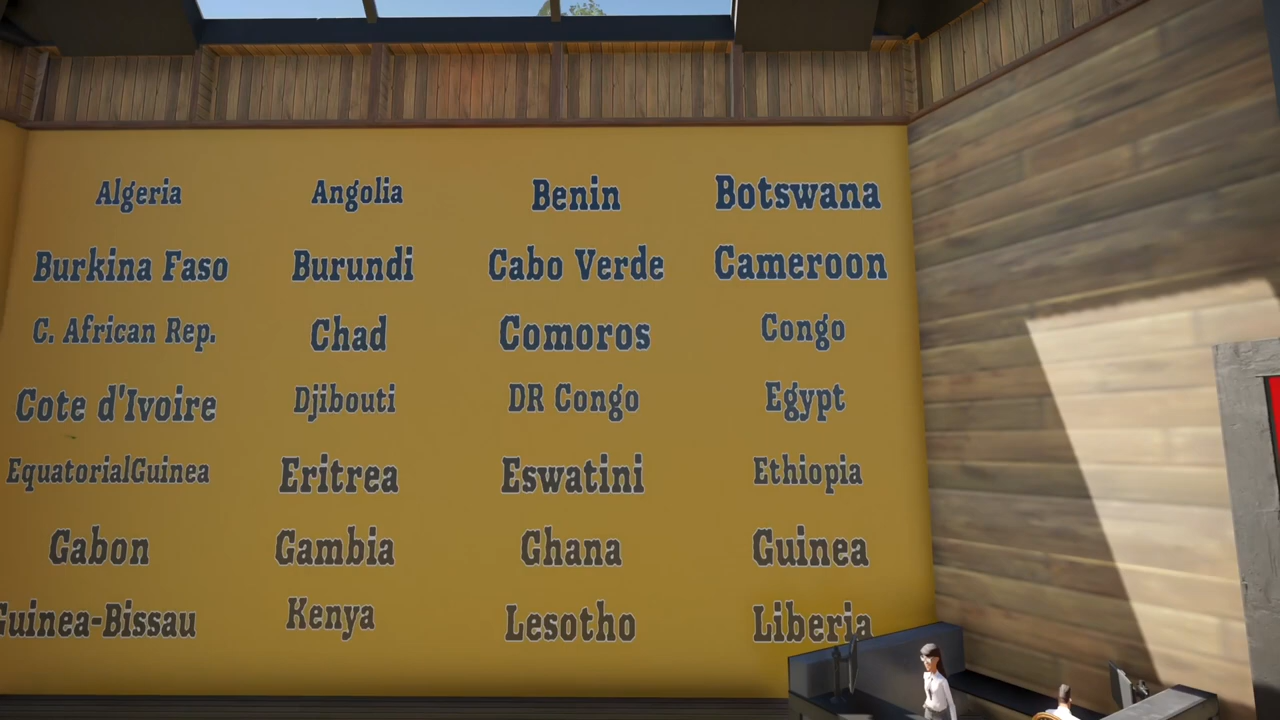 Algeria Angolia Benin Botswana
Burkina Faso Burundi Cabo Verde Cameroon
C. African Rep. Chad Comoros Congo
Cote d'Ivoire Djibouti DR Congo Egypt
EquatorialGuinea Eritrea Eswatini Ethiopia
Gabon Gambia Ghana Guinea
Guinea-Bissau Kenya Lesotho Liberia